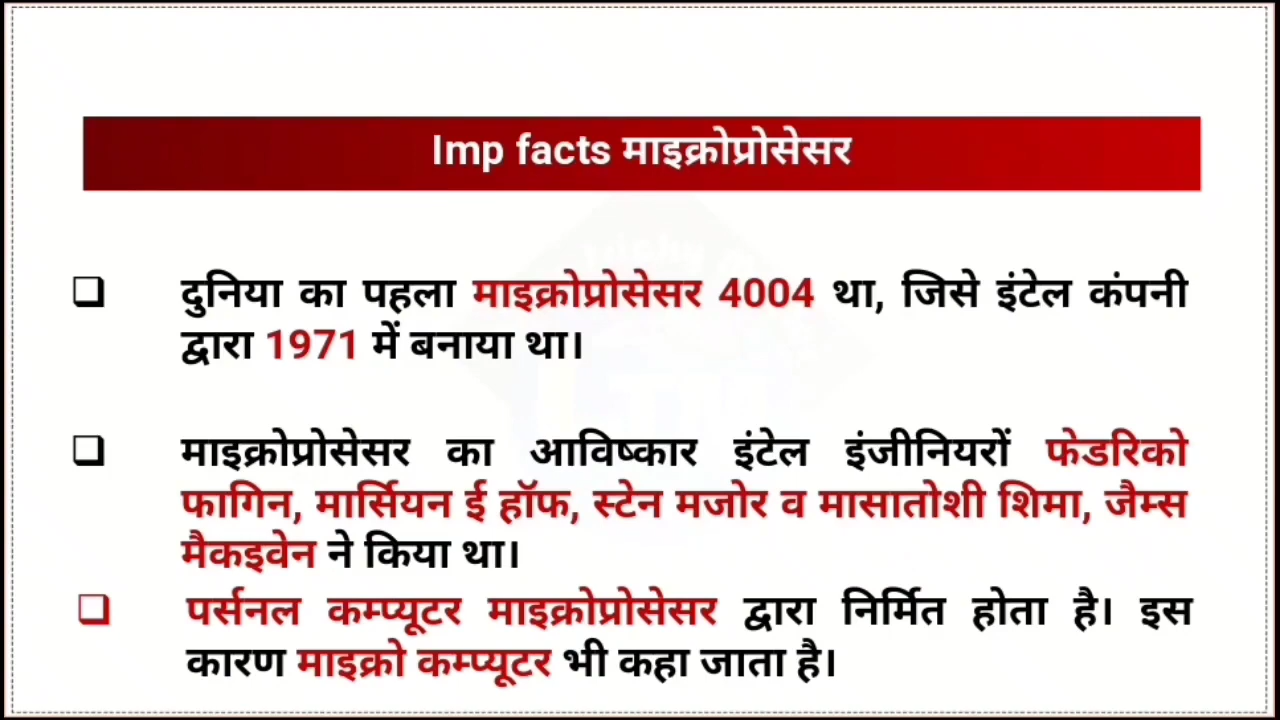 Imp facts माइक्रोप्रोसेसर
❑ दुनिया का पहला माइक्रोप्रोसेसर 4004 था, जिसे इंटेल कंपनी
द्वारा 1971 में बनाया था।
❑ माइक्रोप्रोसेसर का आविष्कार इंटेल इंजीनियरों फेडरिको
फागिन, मार्सियन ई हॉफ, स्टेन मजोर व मासातोशी शिमा, जैम्स
मैकइवेन ने किया था।
❑ पर्सनल कम्प्यूटर माइक्रोप्रोसेसर द्वारा निर्मित होता है। इस
कारण माइक्रो कम्प्यूटर भी कहा जाता है।